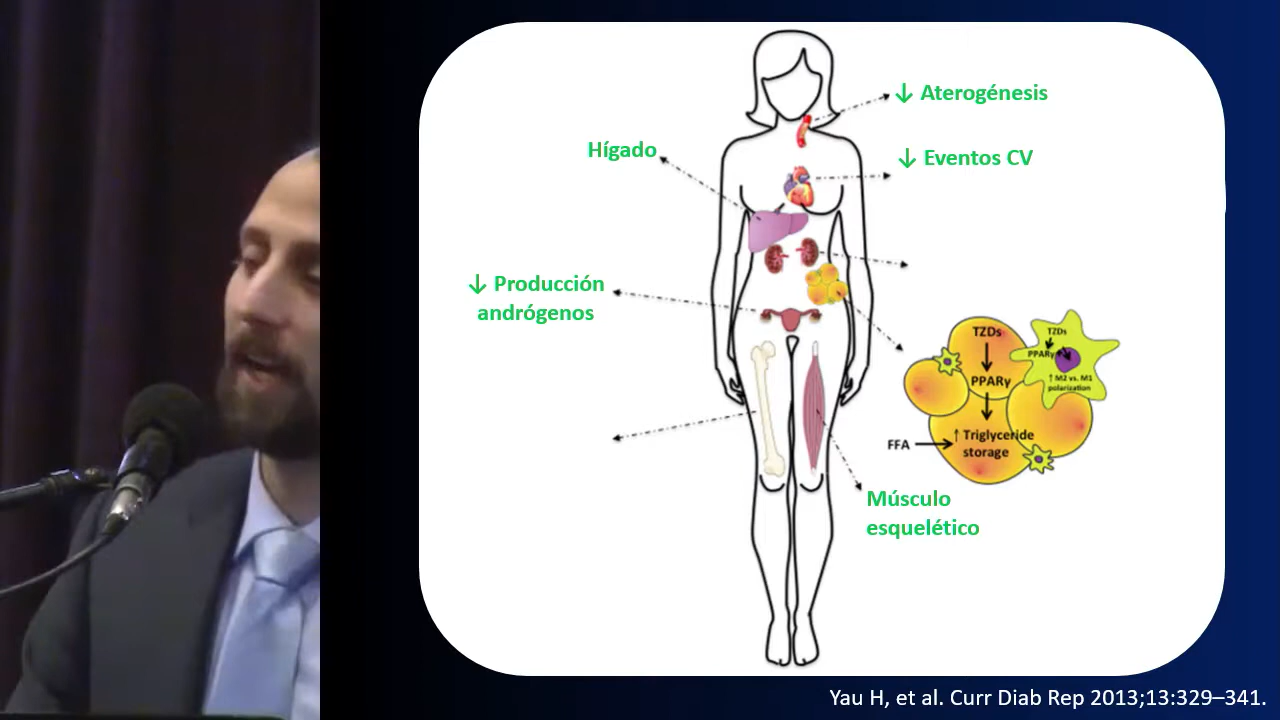 ↓ Aterogénesis
Hígado
↓ Eventos CV
↓ Producción
andrógenos
TZDs
PPARγ
↑ Triglyceride
storage
FFA
TZDs
PPARγ
↑ M2 vs. M1
polarization
Músculo
esquelético
Yau H, et al. Curr Diab Rep 2013;13:329–341.